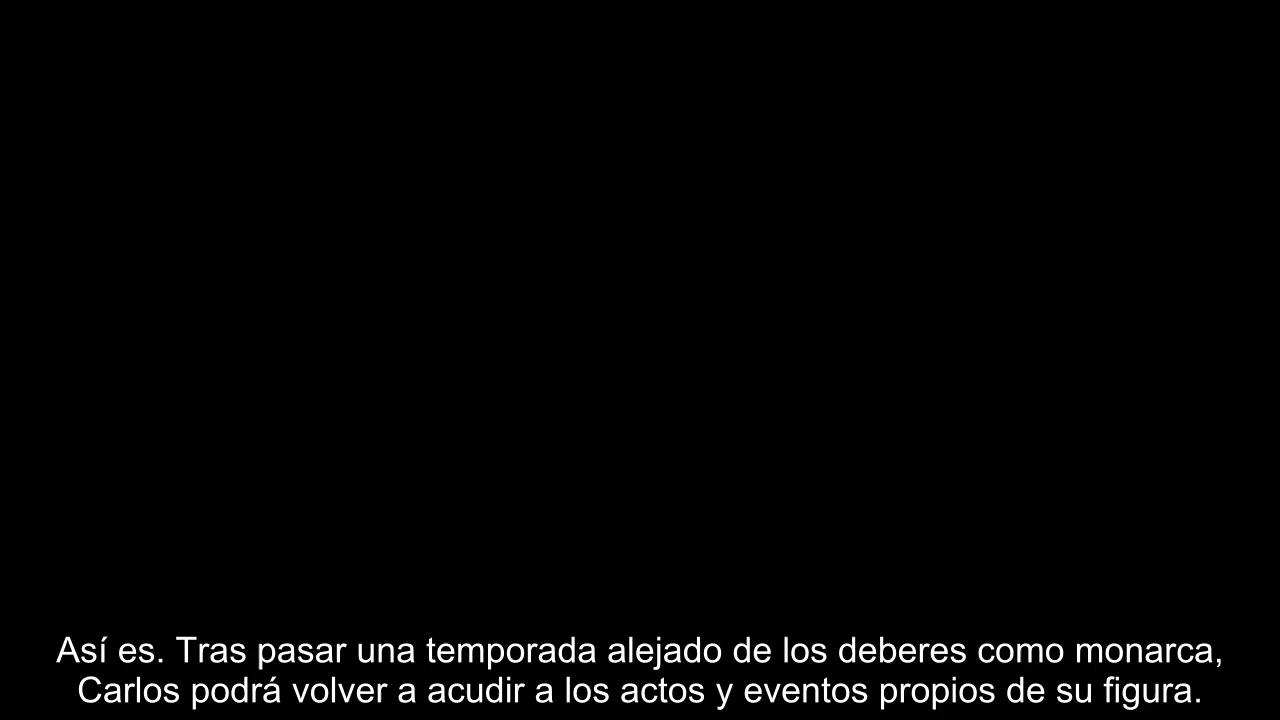 Así es. Tras pasar una temporada alejado de los deberes como monarca,
Carlos podrá volver a acudir a los actos y eventos propios de su figura.